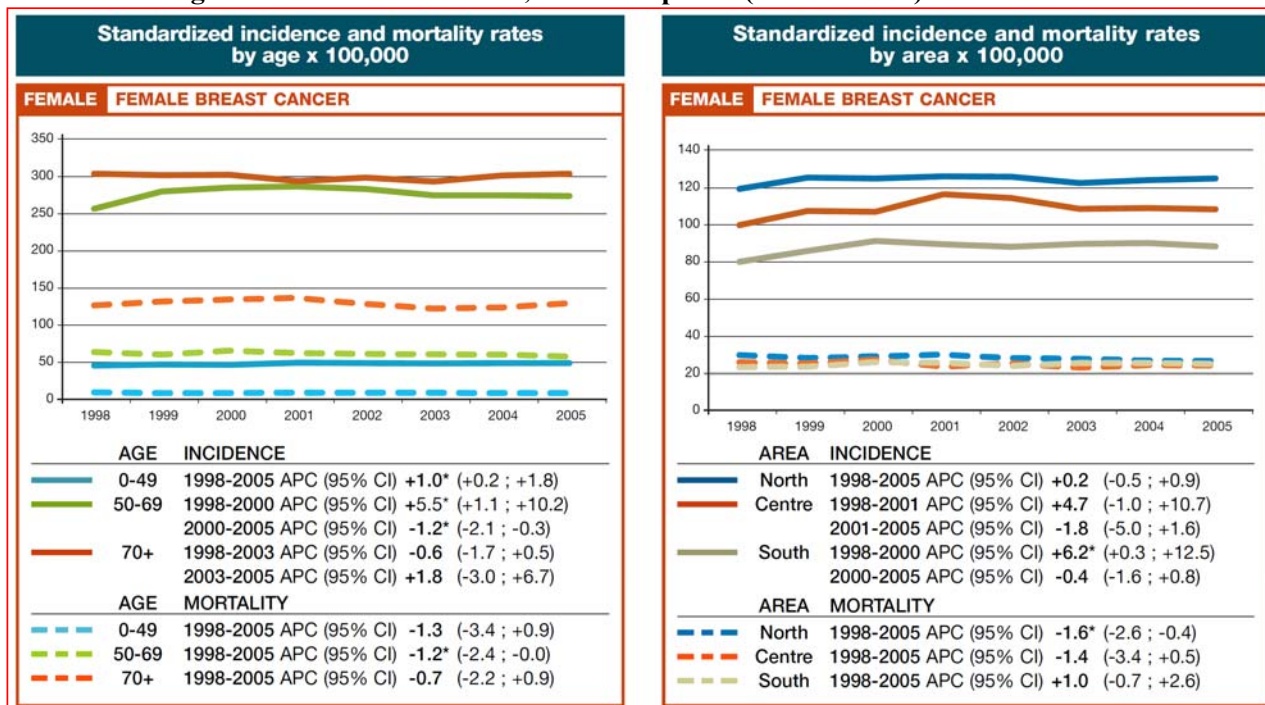 Standardized incidence and mortality rates
by age x 100,000
FEMALE FEMALE BREAST CANCER
350
300
250
200
150
100
50
0
1998 1999 2000 2001 2002 2003 2004 2005
AGE INCIDENCE
0-49 1998-2005 APC (95% CI) +1.0* (+0.2 ; +1.8)
50-69 1998-2000 APC (95% CI) +5.5* (+1.1 ; +10.2)
2000-2005 APC (95% CI) -1.2* (-2.1 ; -0.3)
70+ 1998-2003 APC (95% CI) -0.6 (-1.7 ; +0.5)
2003-2005 APC (95% CI) +1.8 (-3.0 ; +6.7)
AGE MORTALITY
0-49 1998-2005 APC (95% CI) -1.3 (-3.4 ; +0.9)
50-69 1998-2005 APC (95% CI) -1.2* (-2.4 ; -0.0)
70+ 1998-2005 APC (95% CI) -0.7 (-2.2 ; +0.9)
Standardized incidence and mortality rates
by area x 100,000
FEMALE FEMALE BREAST CANCER
140
120
100
80
60
40
20
0
1998 1999 2000 2001 2002 2003 2004 2005
AREA INCIDENCE
North 1998-2005 APC (95% CI) +0.2 (-0.5 ; +0.9)
Centre 1998-2001 APC (95% CI) +4.7 (-1.0 ; +10.7)
2001-2005 APC (95% CI) -1.8 (-5.0 ; +1.6)
South 1998-2000 APC (95% CI) +6.2* (+0.3 ; +12.5)
2000-2005 APC (95% CI) -0.4 (-1.6 ; +0.8)
AREA MORTALITY
North 1998-2005 APC (95% CI) -1.6* (-2.6 ; -0.4)
Centre 1998-2005 APC (95% CI) -1.4 (-3.4 ; +0.5)
South 1998-2005 APC (95% CI) +1.0 (-0.7 ; +2.6)